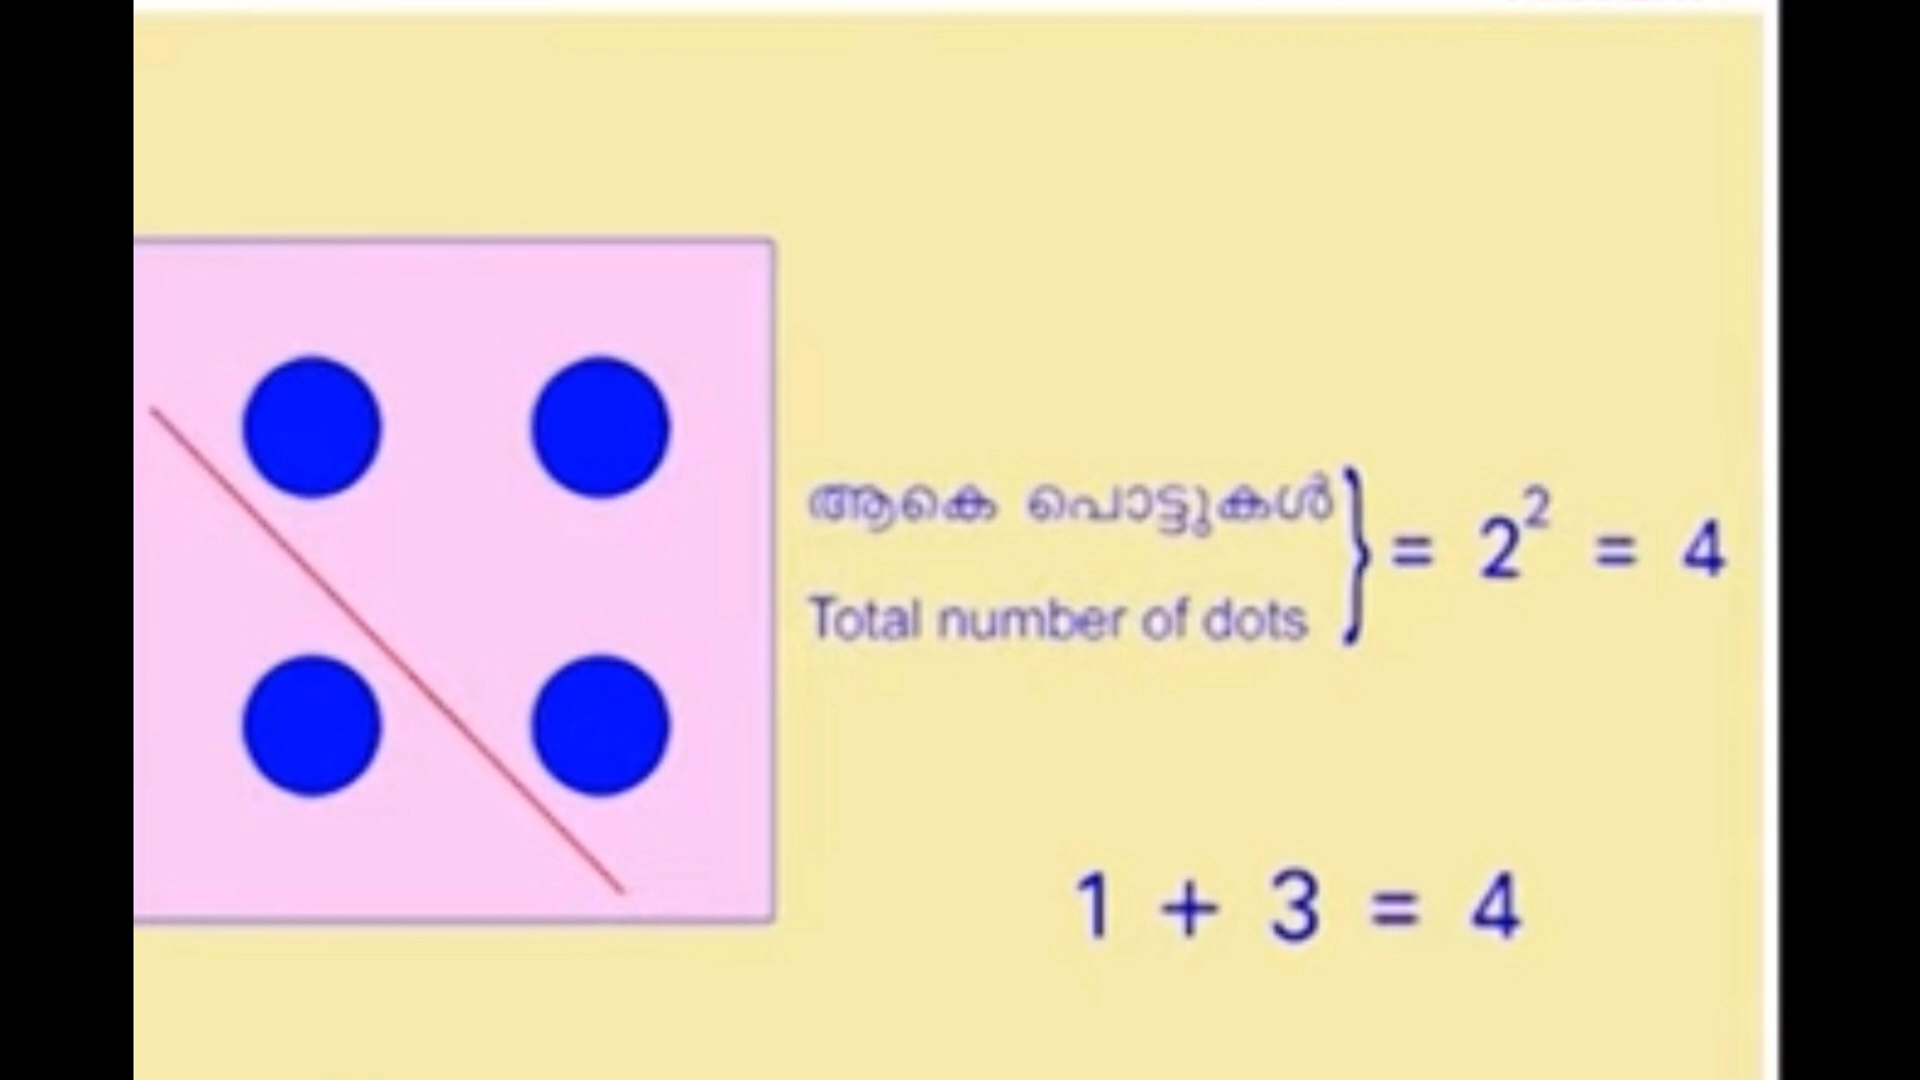 ആകെ പൊട്ടുകൾ
Total number of dots
} = 2² = 4
1 + 3 = 4